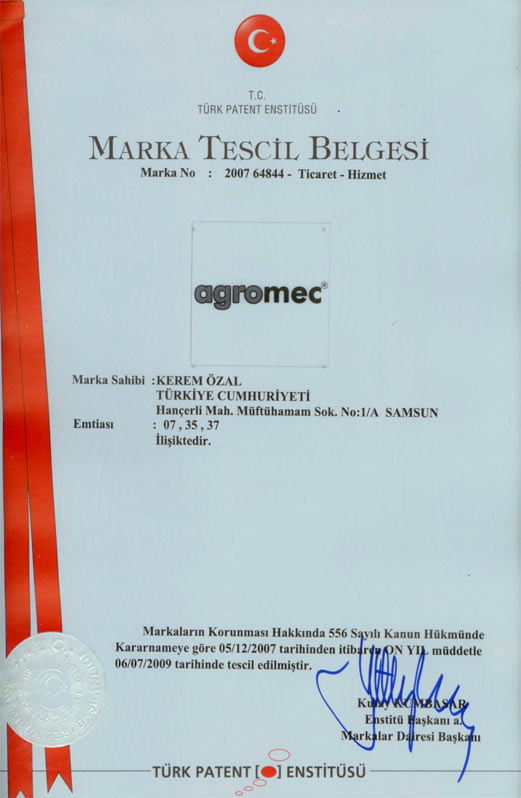 T.C.
TÜRK PATENT ENSTİTÜSÜ
MARKA TESCİL BELGESİ
Marka No : 2007 64844 - Ticaret - Hizmet
agromec®
Marka Sahibi :KEREM ÖZAL
TÜRKİYE CUMHURİYETİ
Hançerli Mah. Müftühamam Sok. No:1/A SAMSUN
Emtiası : 07 , 35 , 37
İlişiktedir.
Markaların Korunması Hakkında 556 Sayılı Kanun Hükmünde
Kararnameye göre 05/12/2007 tarihinden itibaren ON YIL müddetle
06/07/2009 tarihinde tescil edilmiştir.
KUMBASAR
Enstitü Başkanı a.
Markalar Dairesi Başkanı
TÜRK PATENT [ ] ENSTİTÜSÜ